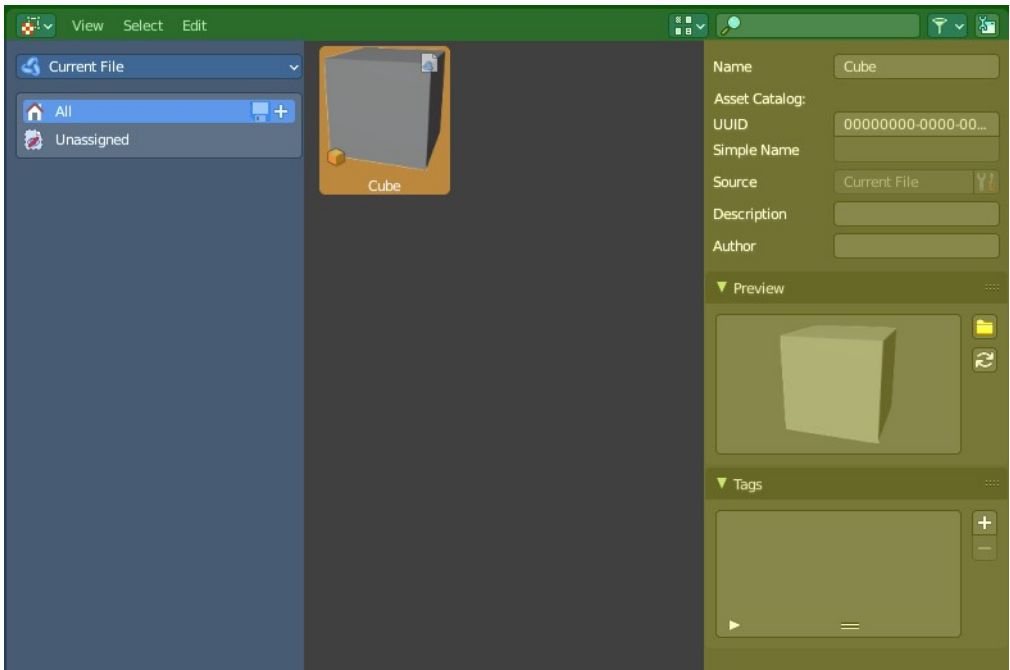 View Select Edit
Current File
All
Unassigned
Cube
Name Cube
Asset Catalog:
UUID 00000000-0000-00...
Simple Name
Source Current File
Description
Author
Preview
Tags